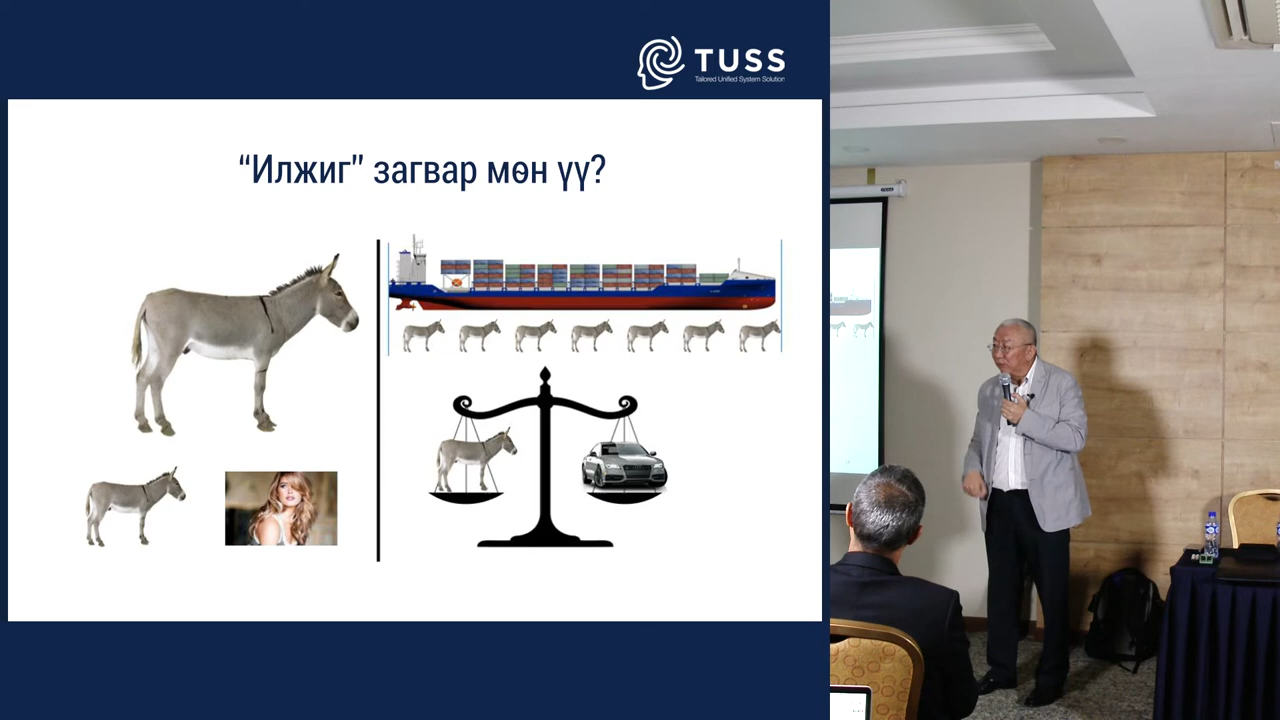 TUSS
Tailored Unified System Solution
“Илжиг” загвар мөн үү?